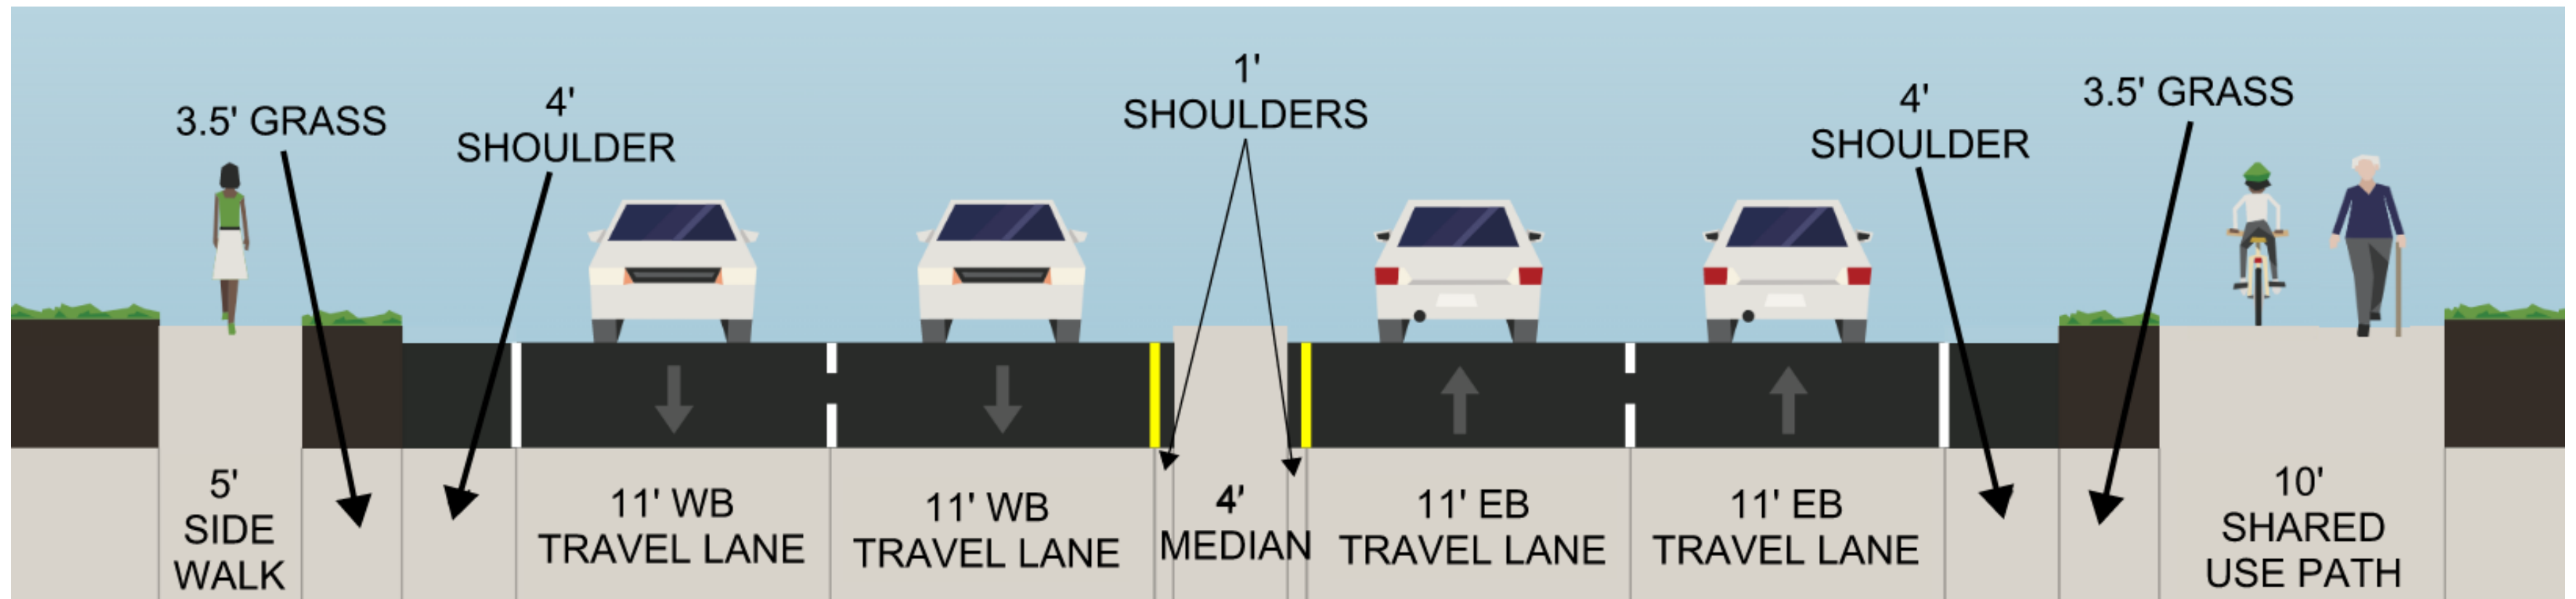 3.5' GRASS
4'
SHOULDER
1'
SHOULDERS
4'
SHOULDER
3.5' GRASS
5'
SIDE
WALK
11' WB
TRAVEL LANE
11' WB
TRAVEL LANE
4'
MEDIAN
11' EB
TRAVEL LANE
11' EB
TRAVEL LANE
10'
SHARED
USE PATH